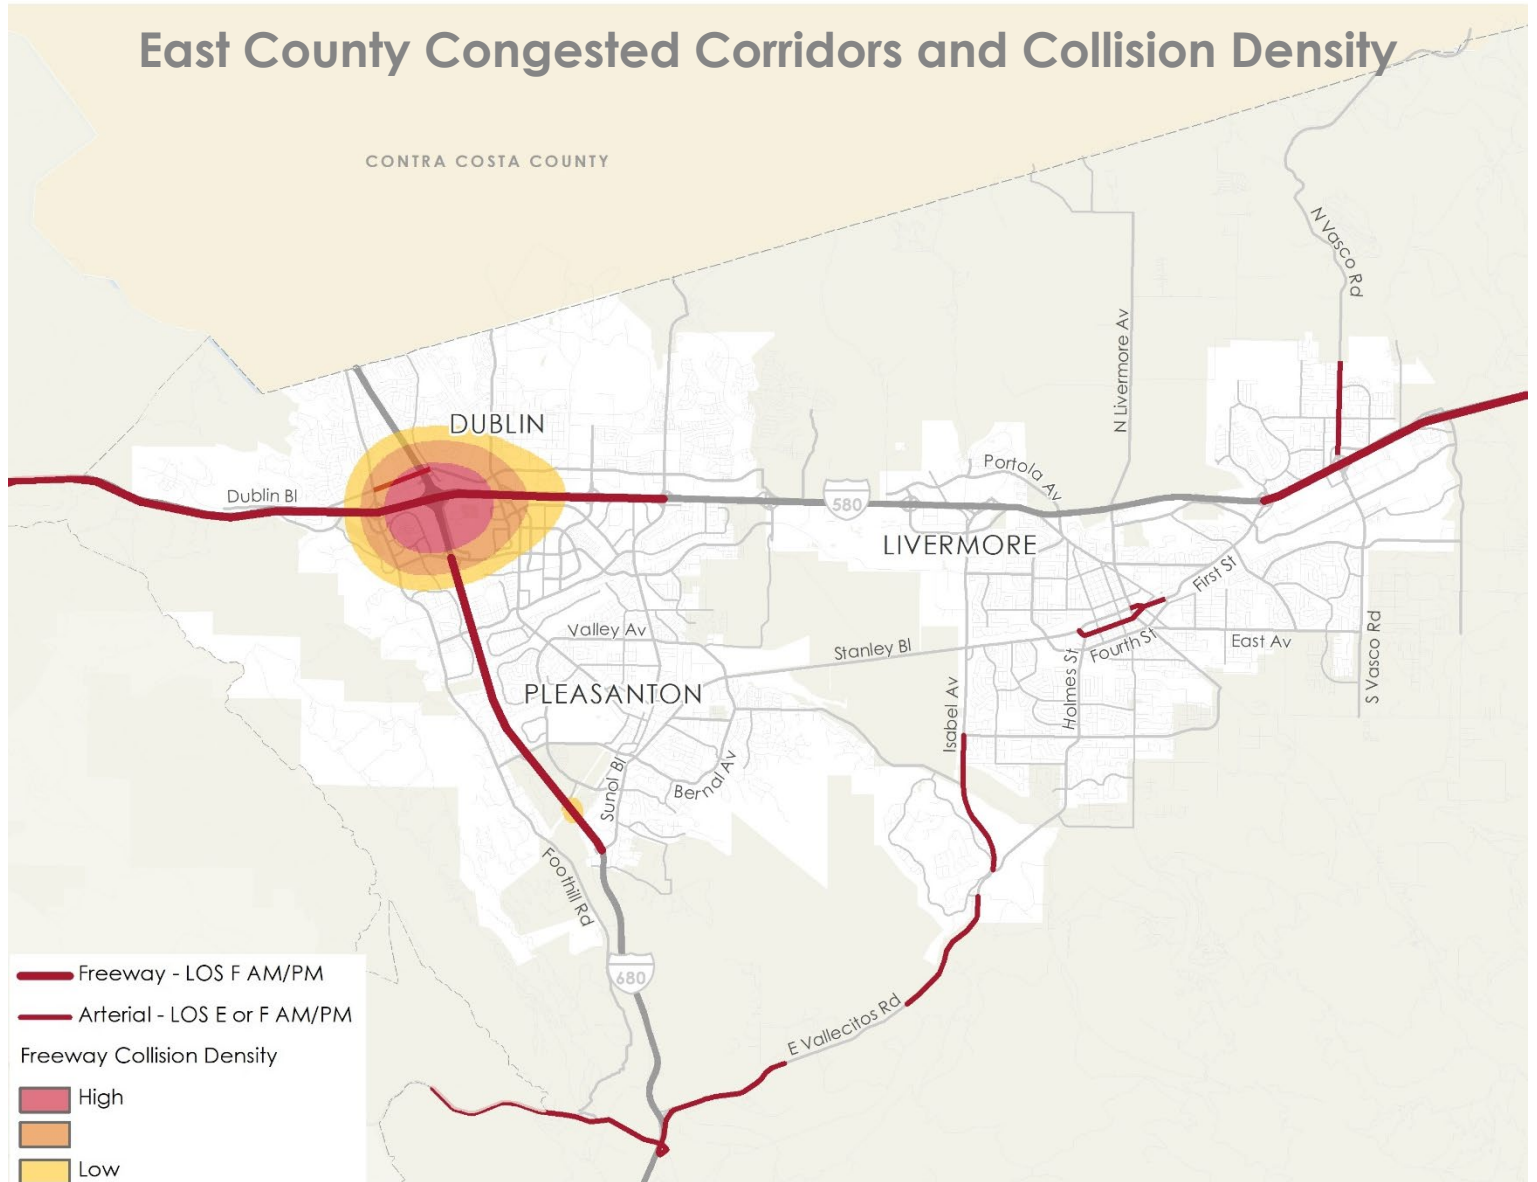 East County Congested Corridors and Collision Density
CONTRA COSTA COUNTY
N Vasco Rd
N Livermore Av
DUBLIN
Portola Av
Dublin Bl
580
LIVERMORE
First St
Valley Av
Stanley Bl
Fourth St
East Av
S Vasco Rd
Holmes St
PLEASANTON
Isabel Av
Sunol Bl
Bernal Av
Foothill Rd
680
E Vallecitos Rd
Freeway - LOS F AM/PM
Arterial - LOS E or F AM/PM
Freeway Collision Density
High
Low